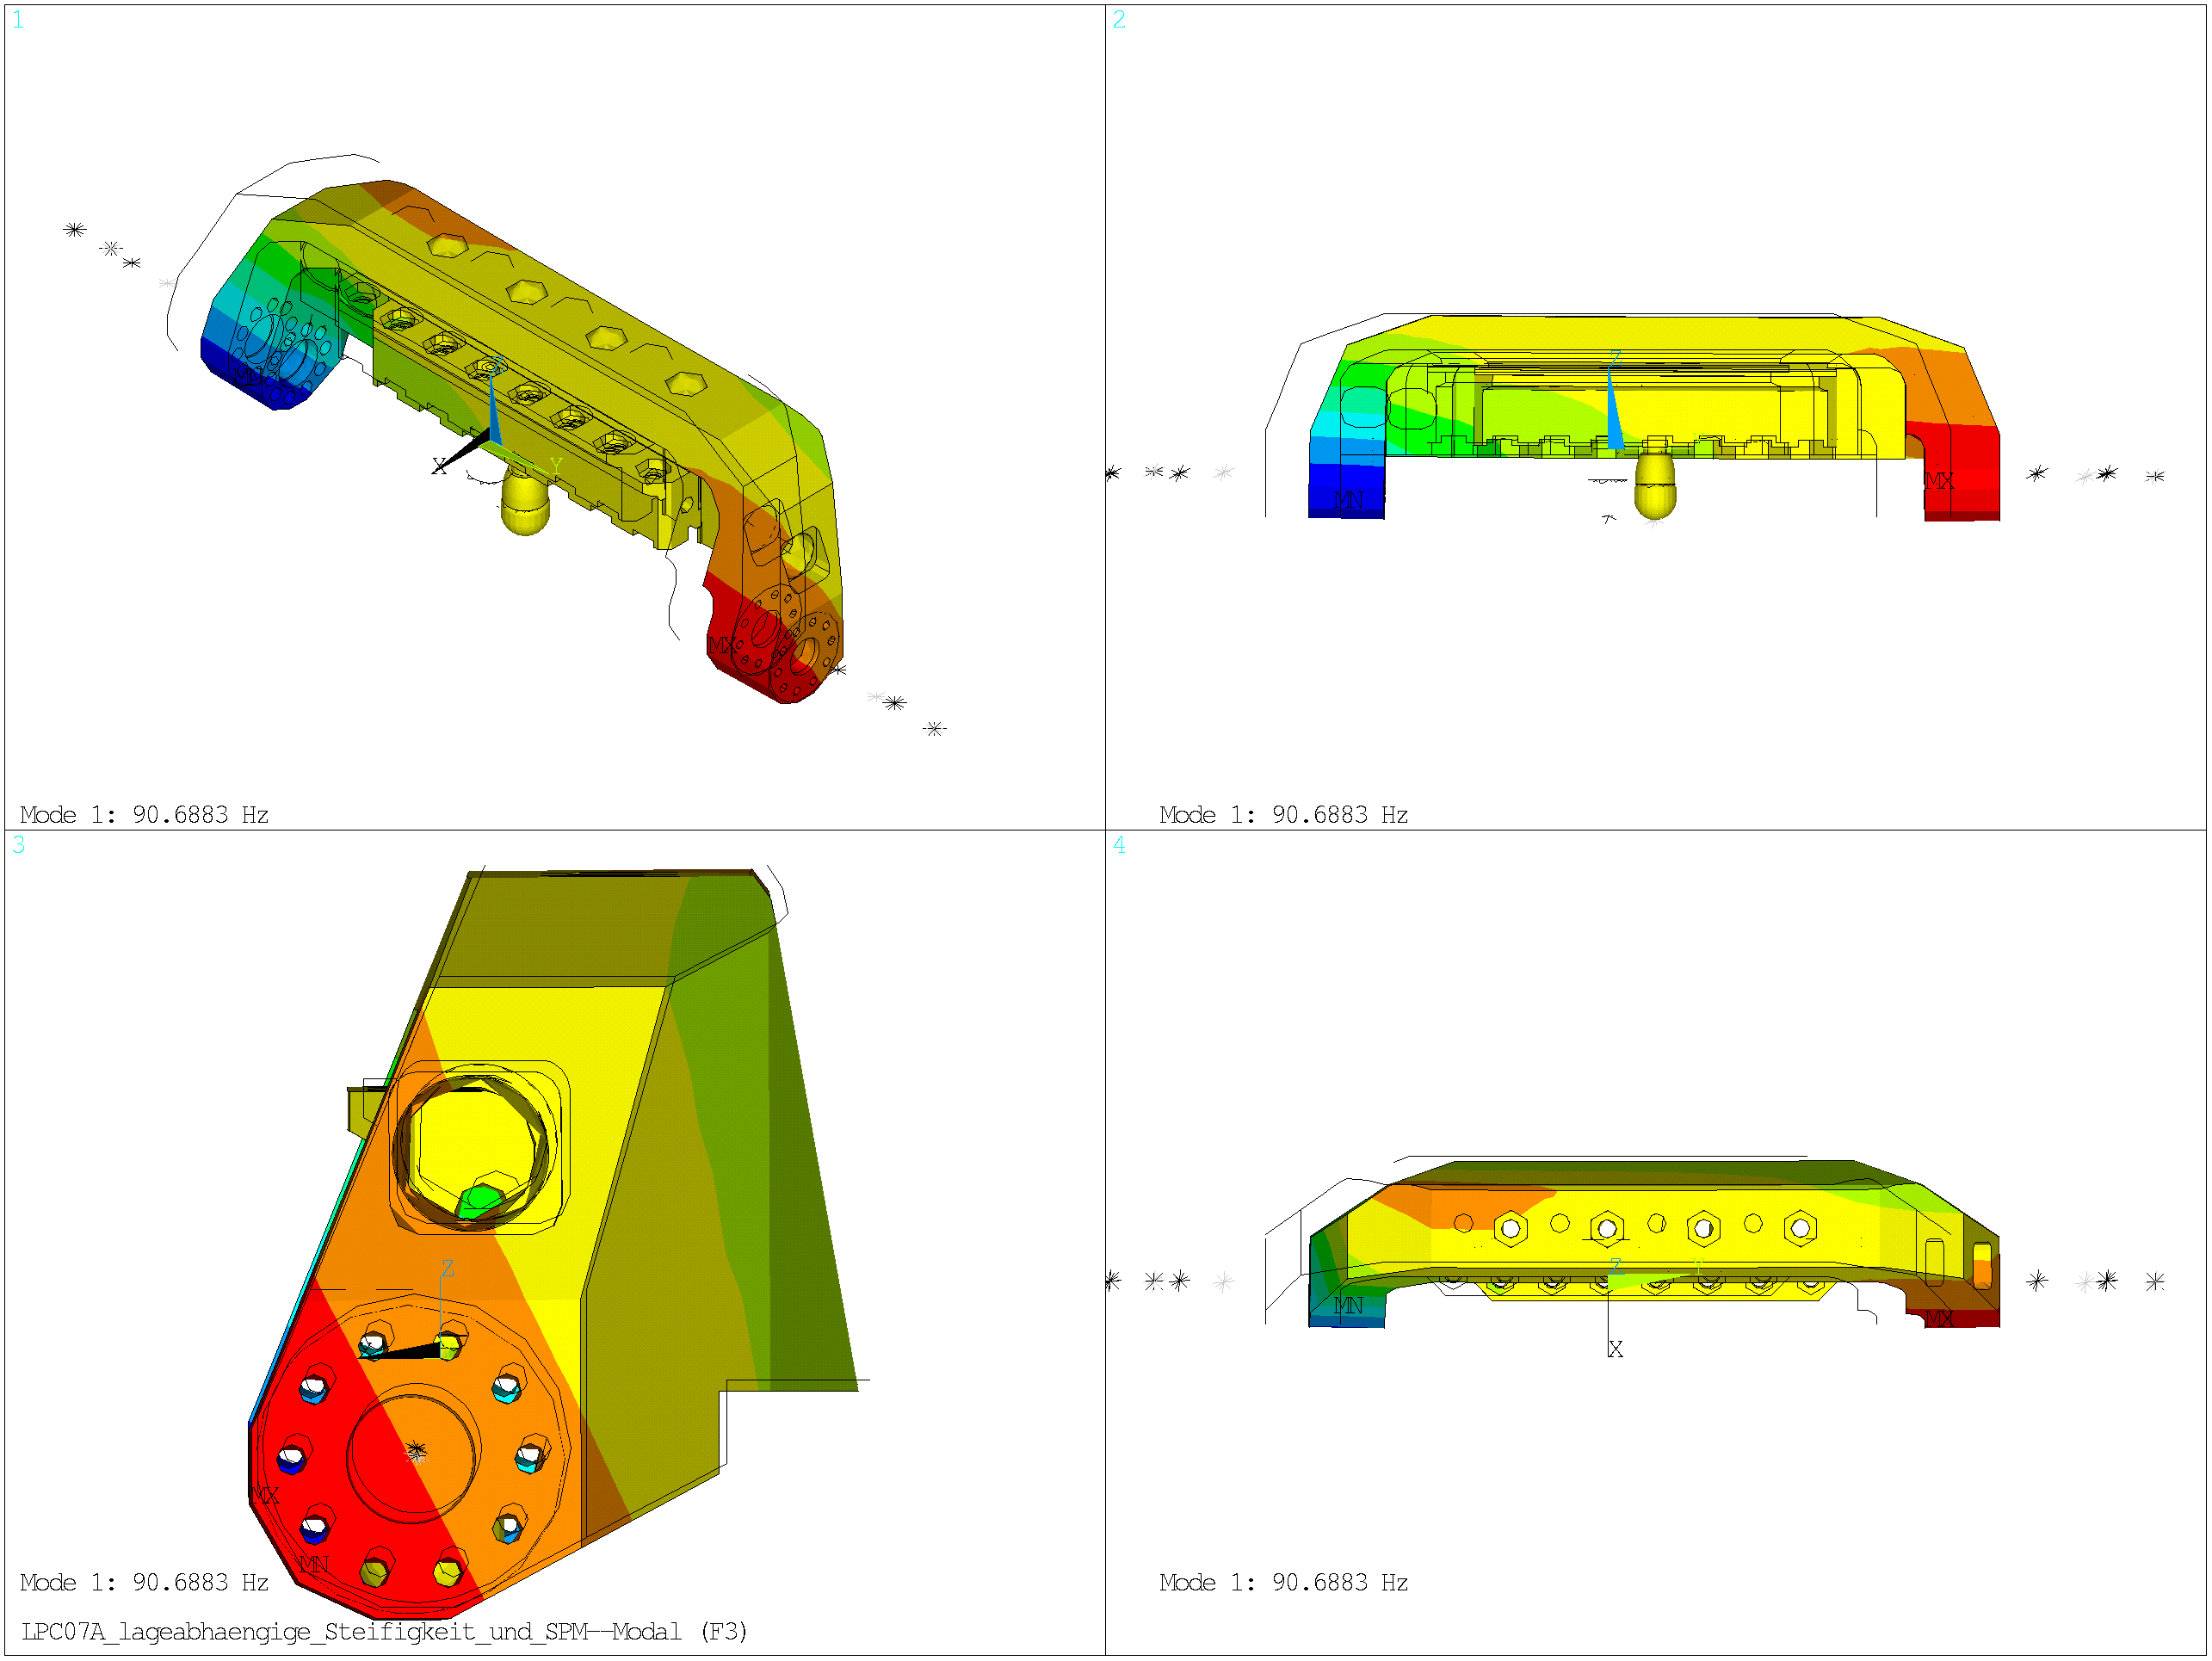 1
Z
X
Y
MN
MX
Mode 1: 90.6883 Hz
2
Z
MN
MX
Mode 1: 90.6883 Hz
3
Z
MX
MN
Mode 1: 90.6883 Hz
LPC07A_lageabhaengige_Steifigkeit_und_SPM--Modal (F3)
4
Z
Y
MN
MX
X
Mode 1: 90.6883 Hz